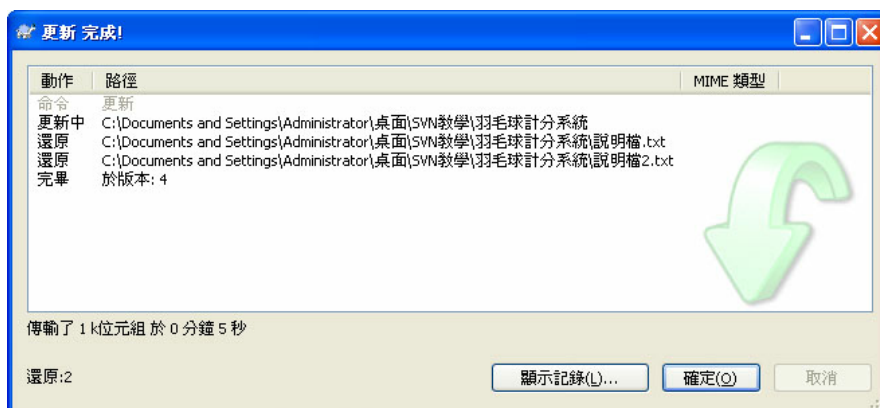 更新 完成!
動作 路徑 MIME 類型
命令 更新
更新中 C:\Documents and Settings\Administrator\桌面\SVN教學\羽毛球計分系統
還原 C:\Documents and Settings\Administrator\桌面\SVN教學\羽毛球計分系統\說明檔.txt
還原 C:\Documents and Settings\Administrator\桌面\SVN教學\羽毛球計分系統\說明檔2.txt
完畢 於版本: 4
傳輸了 1 k位元組 於 0 分鐘 5 秒
還原:2 顯示記錄(L)... 確定(O) 取消